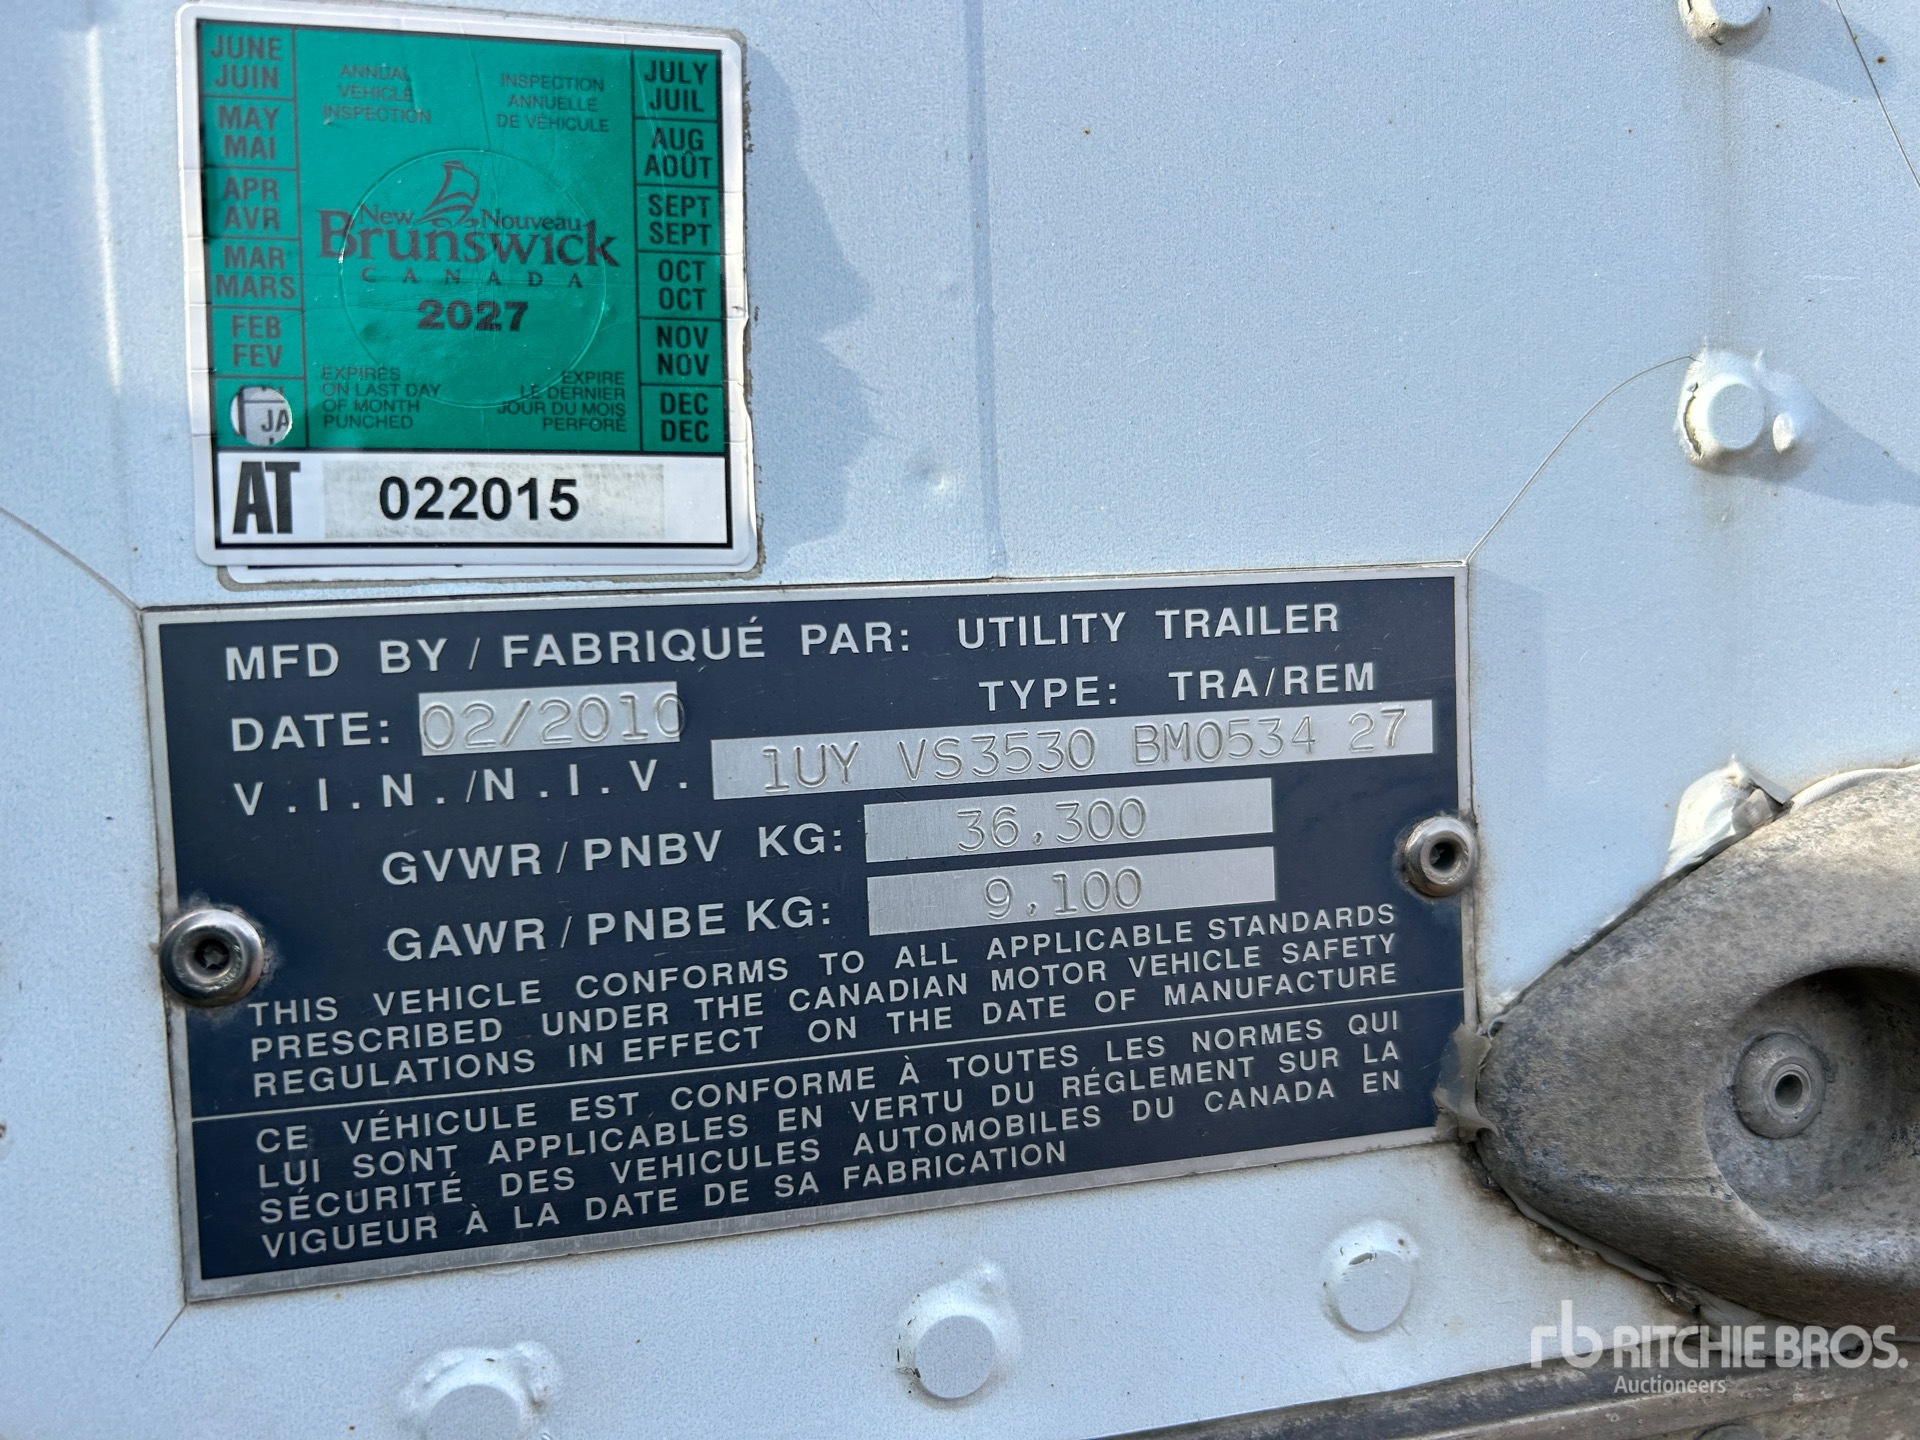 JUNE
JUIN
MAY
MAI
APR
AVR
MAR
MARS
FEB
FEV
JA
ANNUAL
VEHICLE
INSPECTION
INSPECTION
ANNUELLE
DE VÉHICULE
New Nouveau
Brunswick
CANADA
2027
EXPIRES
ON LAST DAY
OF MONTH
PUNCHED
EXPIRE
LE DERNIER
JOUR DU MOIS
PERFORÉ
JULY
JUIL
AUG
AOÛT
SEPT
SEPT
OCT
OCT
NOV
NOV
DEC
DEC
AT 022015
MFD BY / FABRIQUÉ PAR: UTILITY TRAILER
DATE: 02/2010 TYPE: TRA/REM
V.I.N./N.I.V. 1UY VS3530 BM0534 27
GVWR / PNBV KG: 36,300
GAWR / PNBE KG: 9,100
THIS VEHICLE CONFORMS TO ALL APPLICABLE STANDARDS
PRESCRIBED UNDER THE CANADIAN MOTOR VEHICLE SAFETY
REGULATIONS IN EFFECT ON THE DATE OF MANUFACTURE
CE VÉHICULE EST CONFORME À TOUTES LES NORMES QUI
LUI SONT APPLICABLES EN VERTU DU RÉGLEMENT SUR LA
SÉCURITÉ DES VEHICULES AUTOMOBILES DU CANADA EN
VIGUEUR À LA DATE DE SA FABRICATION
rb RITCHIE BROS.
Auctioneers